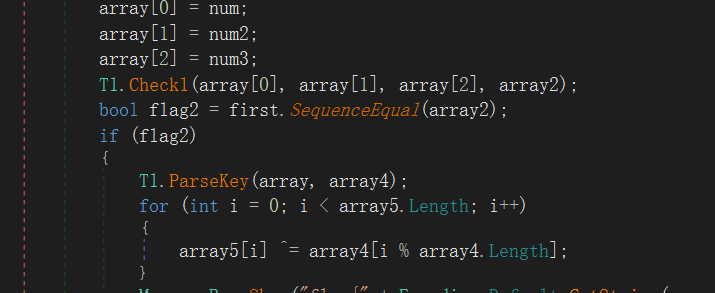 array[0] = num;
array[1] = num2;
array[2] = num3;
T1.Check1(array[0], array[1], array[2], array2);
bool flag2 = first.SequenceEqual(array2);
if (flag2)
{
T1.ParseKey(array, array4);
for (int i = 0; i < array5.Length; i++)
{
array5[i] ^= array4[i % array4.Length];
}